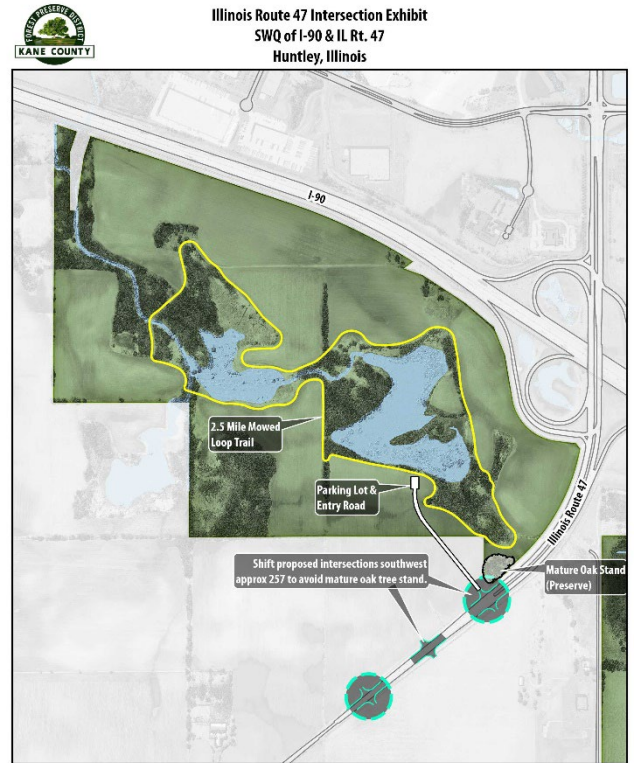 FOREST PRESERVE DISTRICT
KANE COUNTY
Illinois Route 47 Intersection Exhibit
SWQ of I-90 & IL Rt. 47
Huntley, Illinois
I-90
2.5 Mile Mowed
Loop Trail
Parking Lot &
Entry Road
Illinois Route 47
Shift proposed intersections southwest
approx 257 to avoid mature oak tree stand.
Mature Oak Stand
(Preserve)